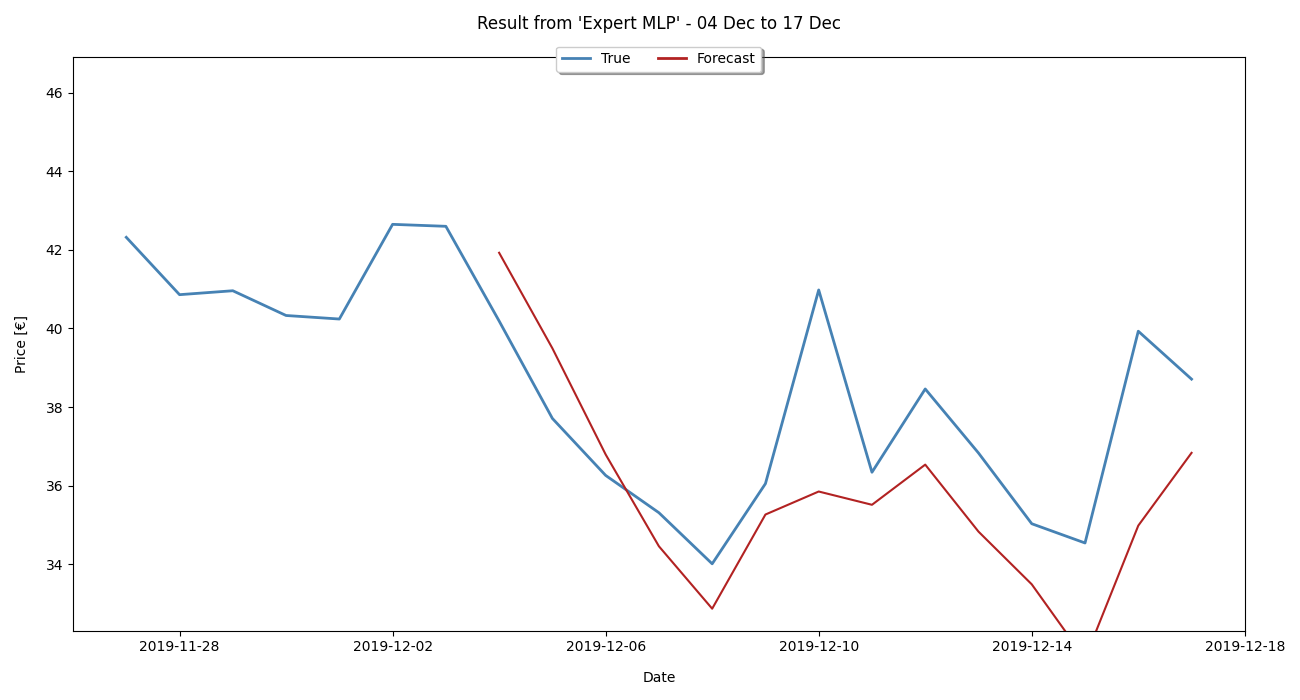 Result from 'Expert MLP' - 04 Dec to 17 Dec
True Forecast
46
44
42
40
38
36
34
Price [€]
2019-11-28 2019-12-02 2019-12-06 2019-12-10 2019-12-14 2019-12-18
Date